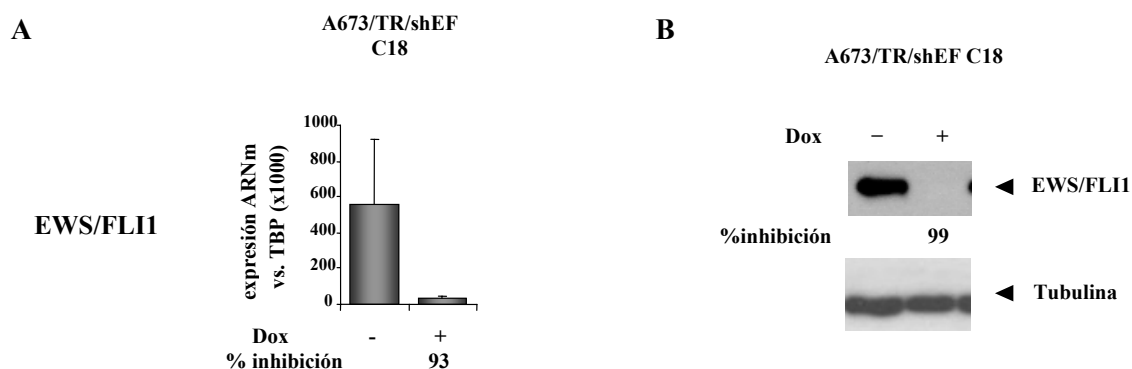 A
A673/TR/shEF
C18
EWS/FLI1
expresión ARNm
vs. TBP (x1000)
1000
800
600
400
200
0
Dox - +
% inhibición 93
B
A673/TR/shEF C18
Dox − +
EWS/FLI1
%inhibición 99
Tubulina